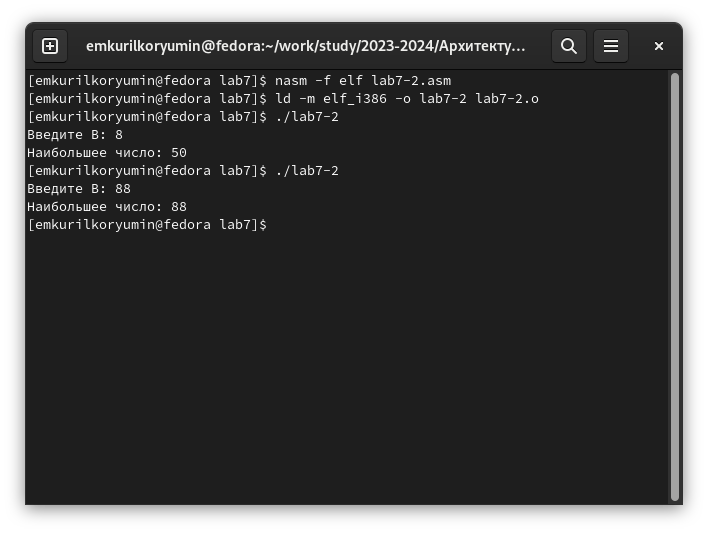 emkurilkoryumin@fedora:~/work/study/2023-2024/Архитекту...
[emkurilkoryumin@fedora lab7]$ nasm -f elf lab7-2.asm
[emkurilkoryumin@fedora lab7]$ ld -m elf_i386 -o lab7-2 lab7-2.o
[emkurilkoryumin@fedora lab7]$ ./lab7-2
Введите B: 8
Наибольшее число: 50
[emkurilkoryumin@fedora lab7]$ ./lab7-2
Введите B: 88
Наибольшее число: 88
[emkurilkoryumin@fedora lab7]$